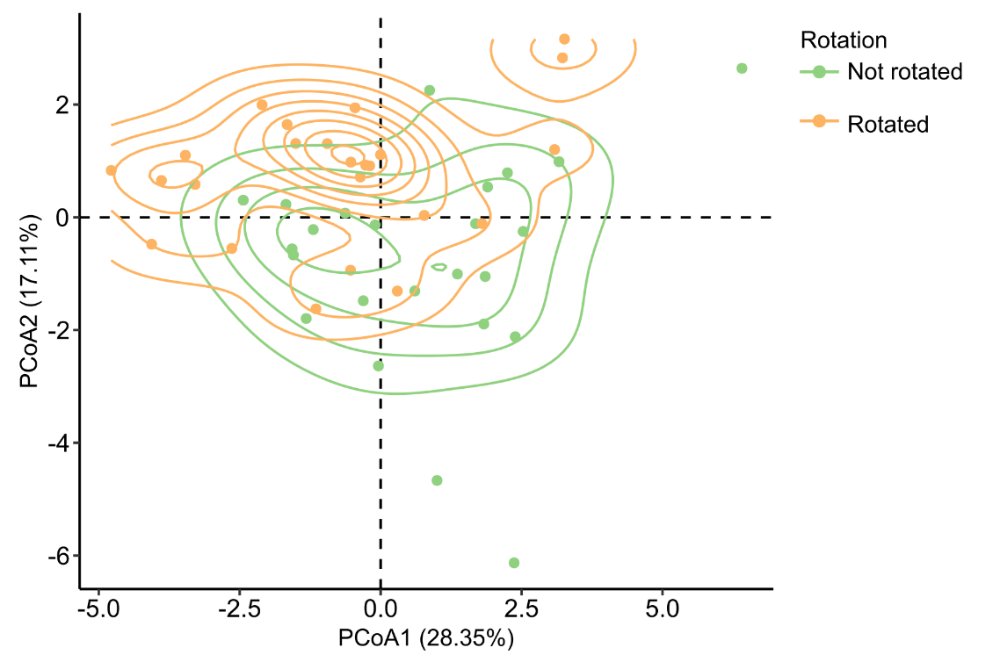 Rotation
Not rotated
Rotated
2
0
-2
-4
-6
PCoA2 (17.11%)
-5.0 -2.5 0.0 2.5 5.0
PCoA1 (28.35%)